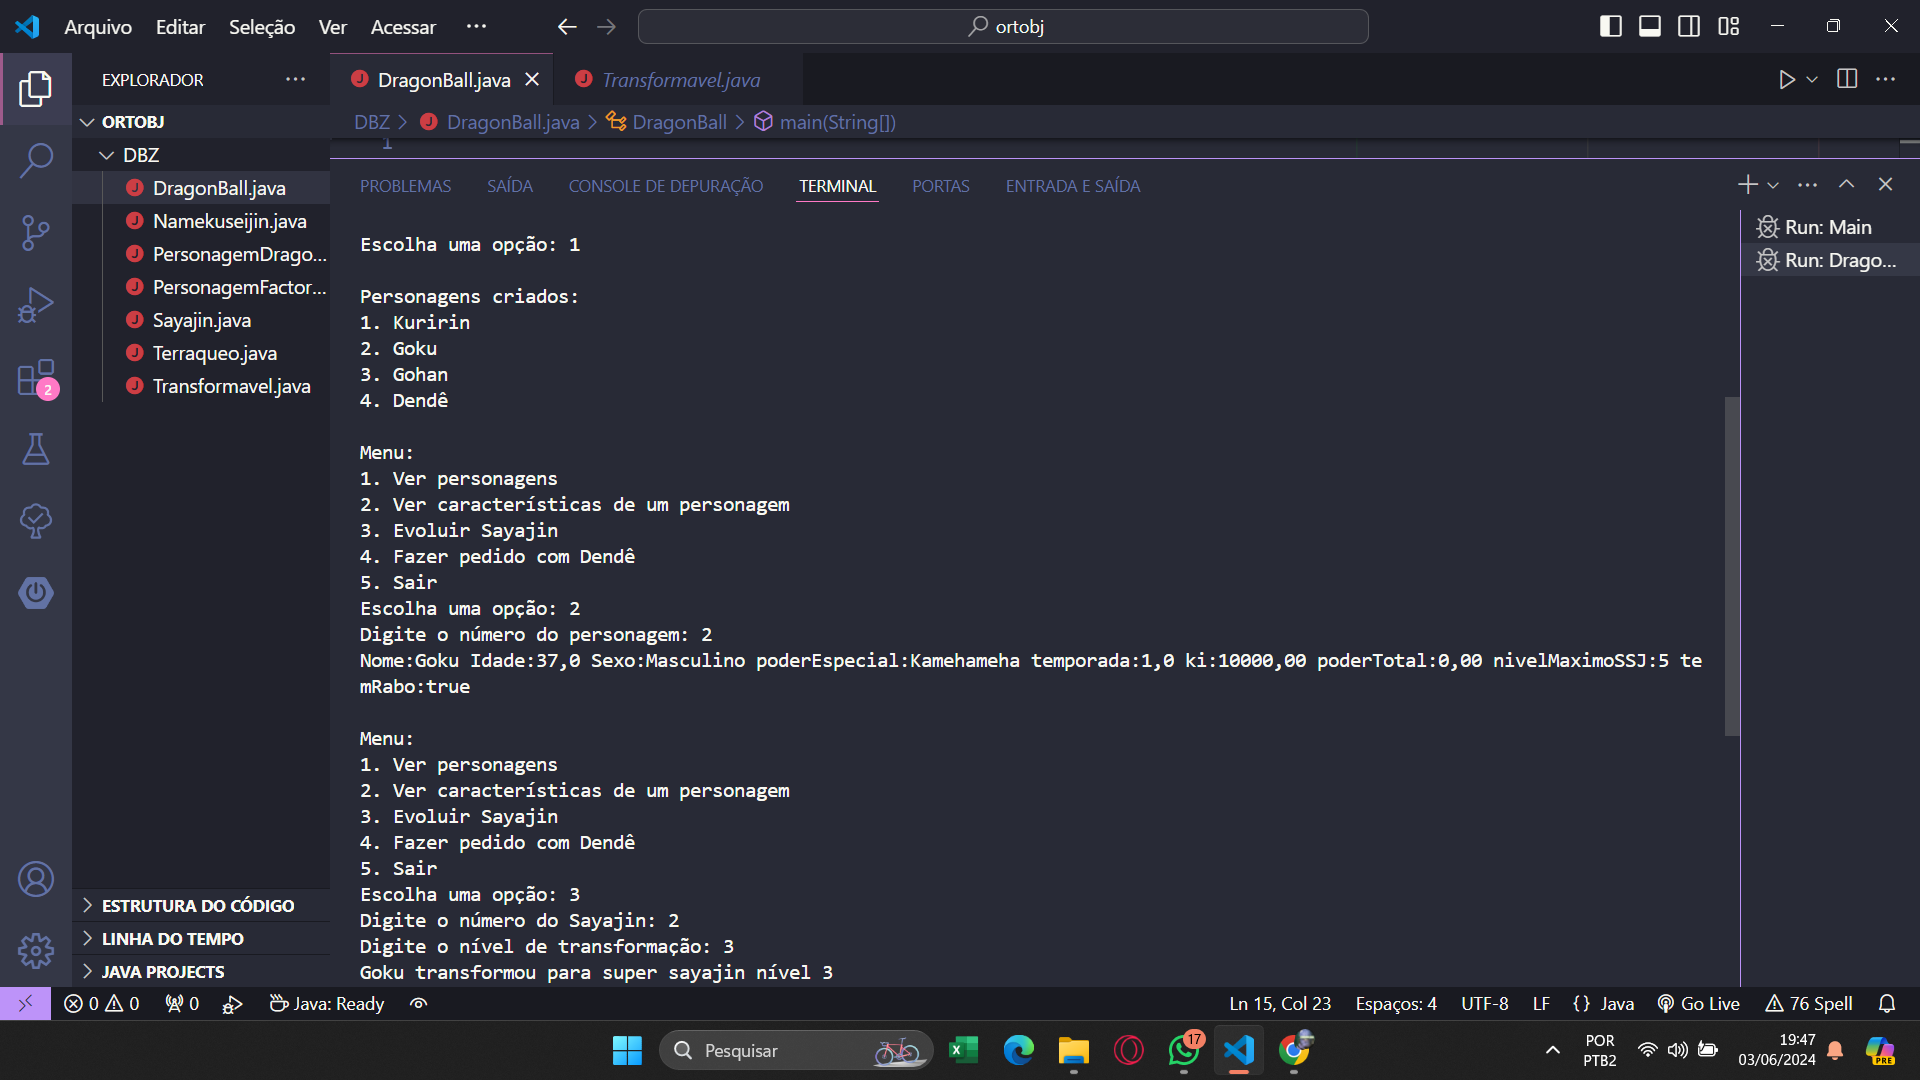 Arquivo Editar Seleção Ver Acessar ··· ortobj
EXPLORADOR ···
DragonBall.java
Transformavel.java
ORTOBJ
DBZ
DragonBall.java
Namekuseijin.java
PersonagemDrago...
PersonagemFactor...
Sayajin.java
Terraqueo.java
Transformavel.java
DBZ > DragonBall.java > DragonBall > main(String[])
1
PROBLEMAS SAÍDA CONSOLE DE DEPURAÇÃO TERMINAL PORTAS ENTRADA E SAÍDA
Run: Main
Run: Drago...
Escolha uma opção: 1
Personagens criados:
1. Kuririn
2. Goku
3. Gohan
4. Dendê
Menu:
1. Ver personagens
2. Ver características de um personagem
3. Evoluir Sayajin
4. Fazer pedido com Dendê
5. Sair
Escolha uma opção: 2
Digite o número do personagem: 2
Nome:Goku Idade:37,0 Sexo:Masculino poderEspecial:Kamehameha temporada:1,0 ki:10000,00 poderTotal:0,00 nivelMaximoSSJ:5 te
mRabo:true
Menu:
1. Ver personagens
2. Ver características de um personagem
3. Evoluir Sayajin
4. Fazer pedido com Dendê
5. Sair
Escolha uma opção: 3
Digite o número do Sayajin: 2
Digite o nível de transformação: 3
Goku transformou para super sayajin nível 3
2
ESTRUTURA DO CÓDIGO
LINHA DO TEMPO
JAVA PROJECTS
0 0 0 Java: Ready Ln 15, Col 23 Espaços: 4 UTF-8 LF {} Java Go Live 76 Spell
Pesquisar
17
POR
PTB2
19:47
03/06/2024
PRE